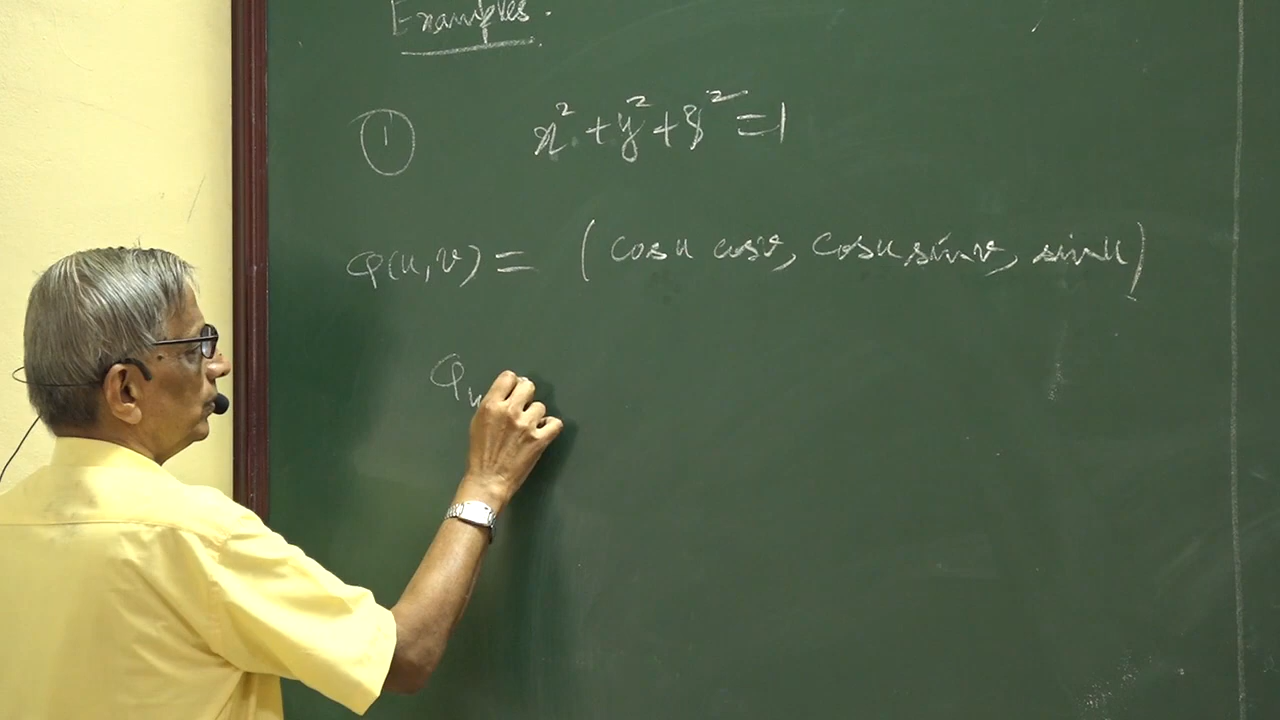 Examples.
① x² + y² + z² = 1
φ(u, v) = (cos u cos v, cos u sin v, sin u)
φu